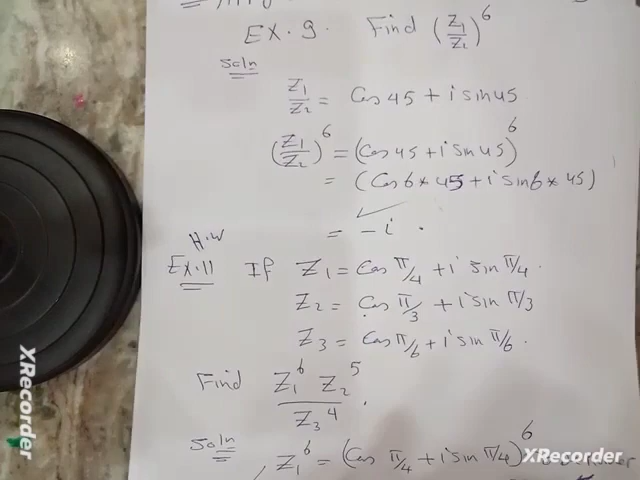 EX.9. Find (Z1/Z2)^6
Soln
Z1/Z2 = Cos 45 + i sin 45
(Z1/Z2)^6 = (Cos 45 + i sin 45)^6
= (Cos 6*45 + i sin 6*45)
= -i .
H.W
Ex.11 If Z1 = Cos π/4 + i sin π/4.
Z2 = Cos π/3 + i sin π/3
Z3 = Cos π/6 + i sin π/6.
Find Z1^6 Z2^5 / Z3^4 .
Soln
Z1^6 = (Cos π/4 + i sin π/4)^6
XRecorder
XRecorder